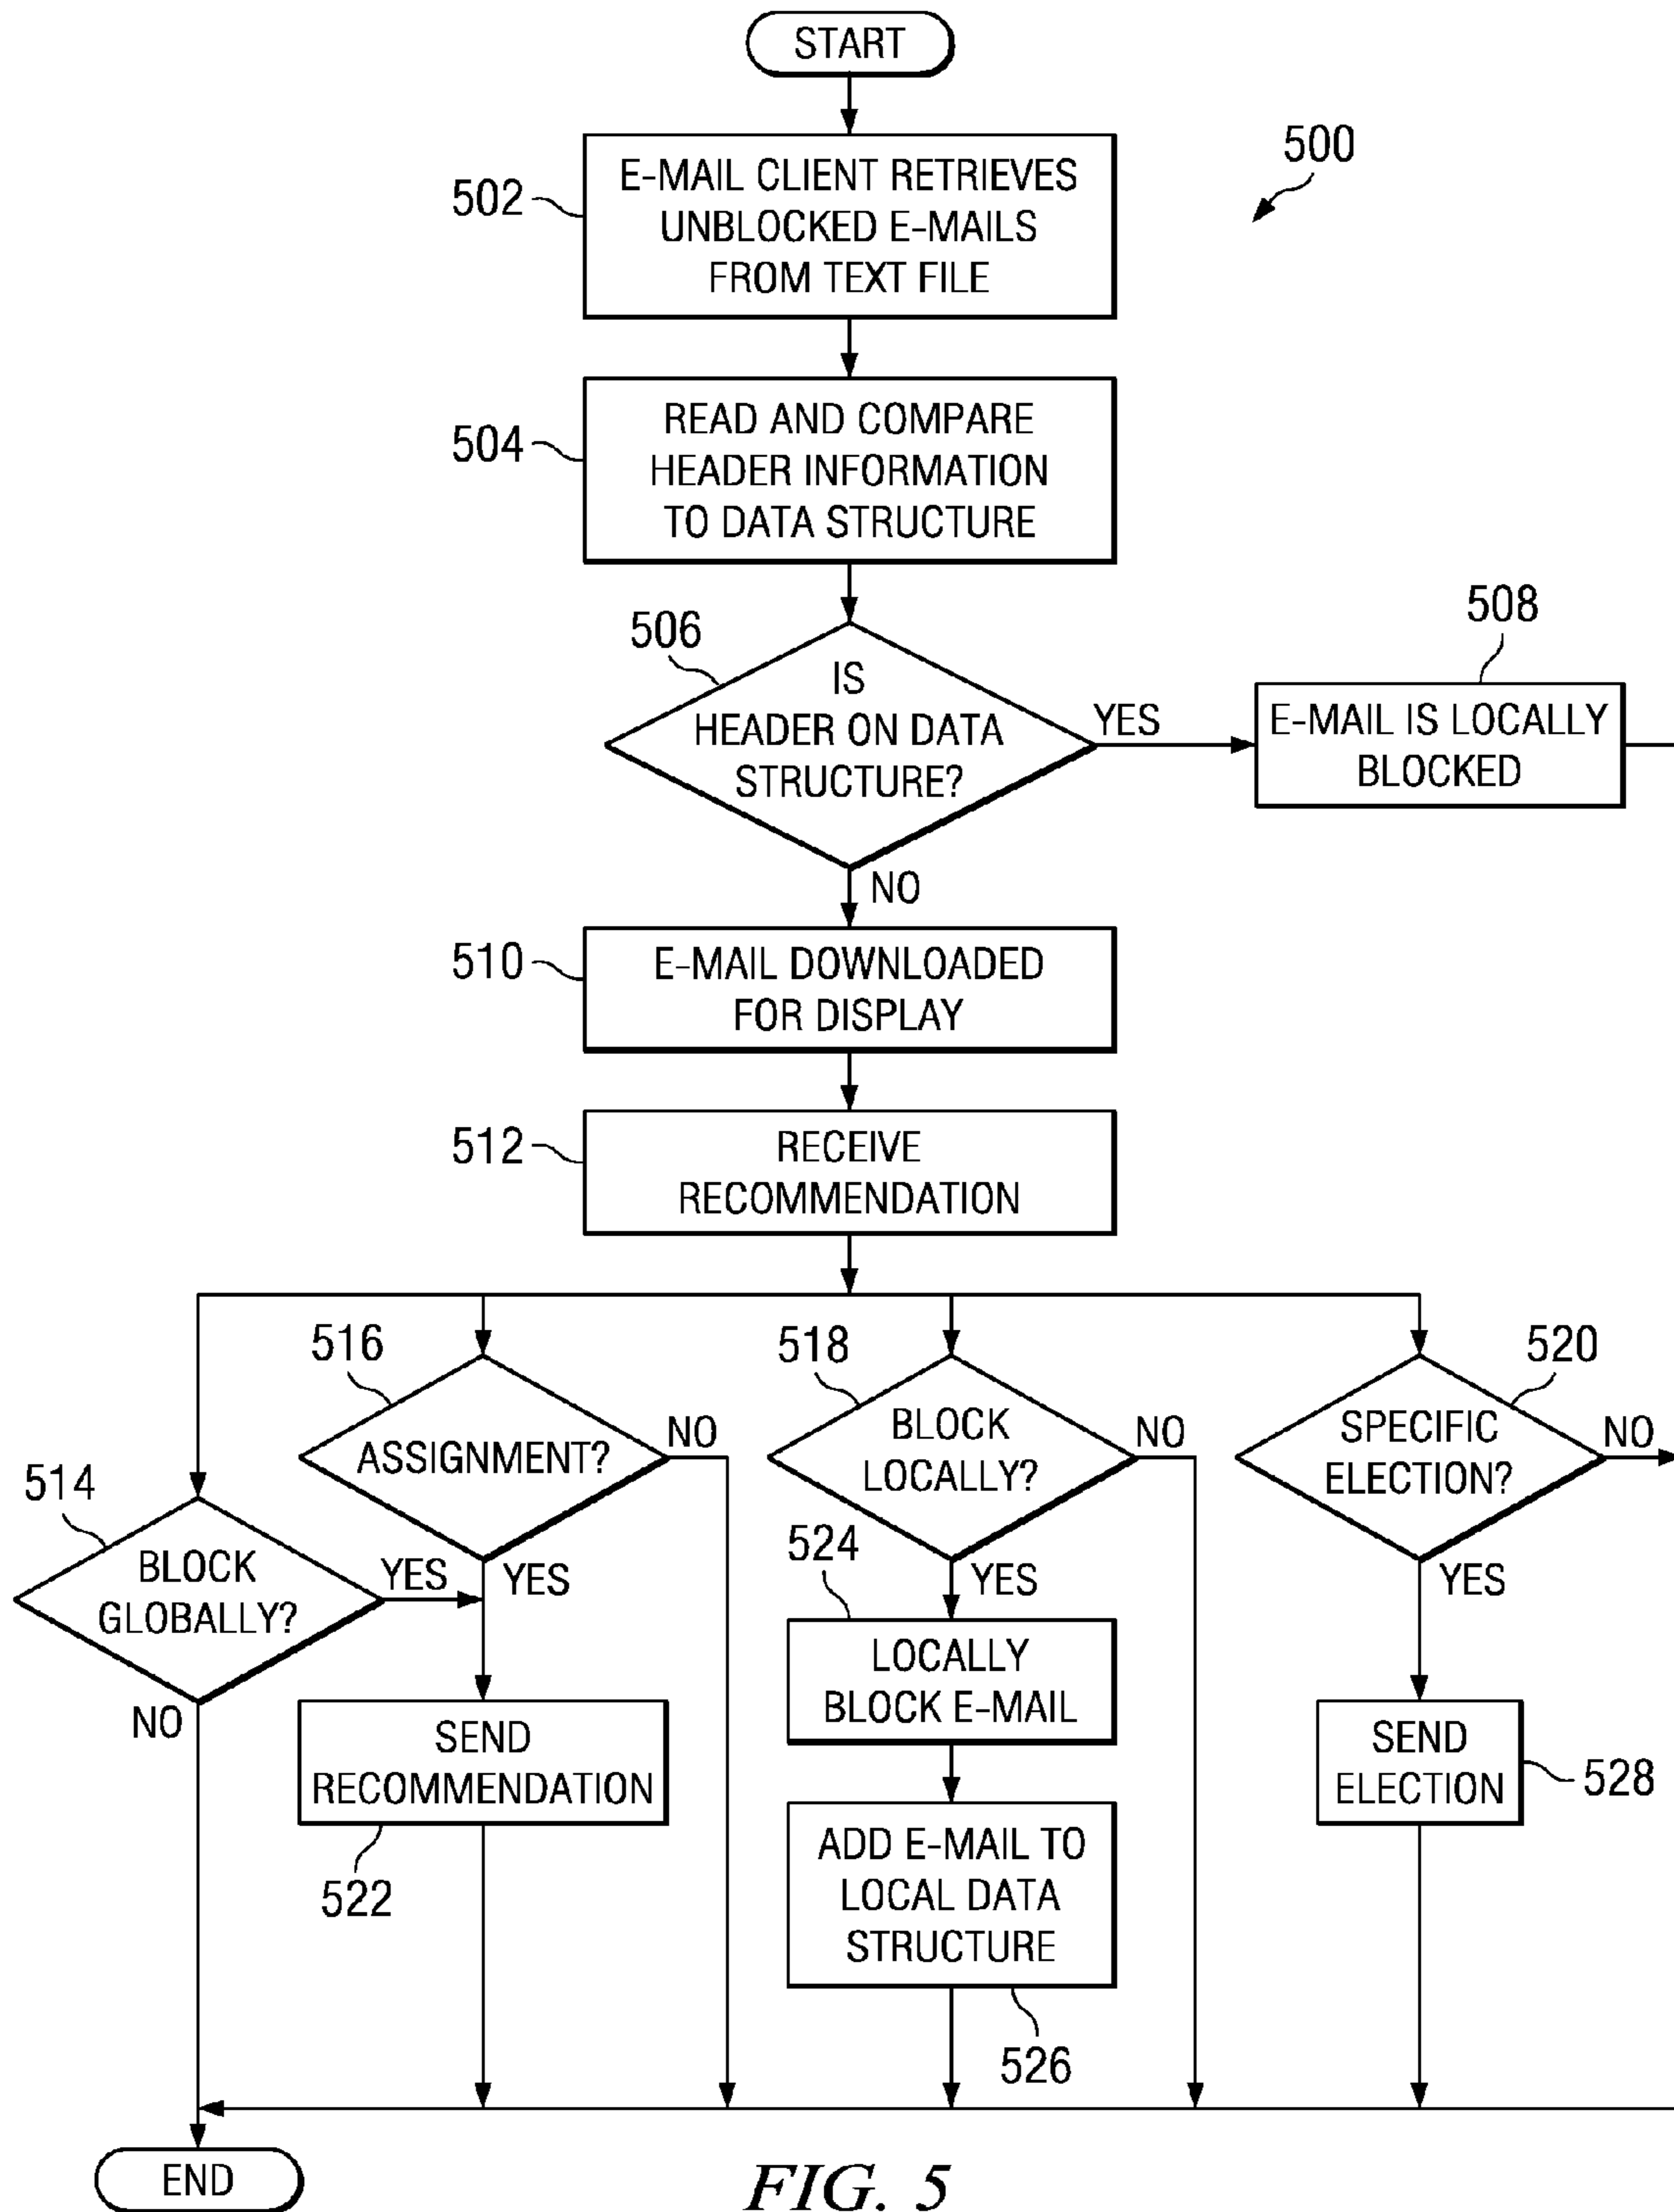 START
500
502
E-MAIL CLIENT RETRIEVES
UNBLOCKED E-MAILS
FROM TEXT FILE
504
READ AND COMPARE
HEADER INFORMATION
TO DATA STRUCTURE
506
IS
HEADER ON DATA
STRUCTURE?
YES
508
E-MAIL IS LOCALLY
BLOCKED
NO
510
E-MAIL DOWNLOADED
FOR DISPLAY
512
RECEIVE
RECOMMENDATION
514
BLOCK
GLOBALLY?
YES
NO
516
ASSIGNMENT?
NO
YES
SEND
RECOMMENDATION
522
518
BLOCK
LOCALLY?
NO
YES
524
LOCALLY
BLOCK E-MAIL
ADD E-MAIL TO
LOCAL DATA
STRUCTURE
526
520
SPECIFIC
ELECTION?
NO
YES
SEND
ELECTION
528
END
FIG. 5